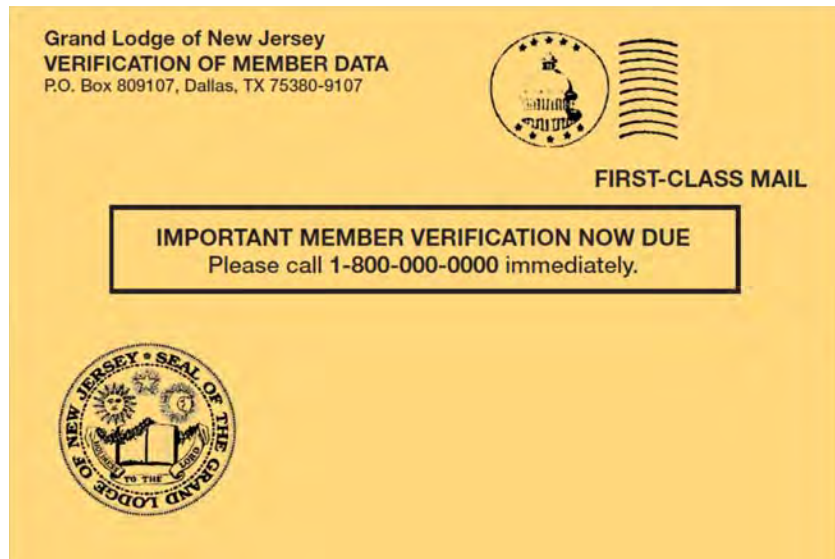 Grand Lodge of New Jersey
VERIFICATION OF MEMBER DATA
P.O. Box 809107, Dallas, TX 75380-9107
FIRST-CLASS MAIL
IMPORTANT MEMBER VERIFICATION NOW DUE
Please call 1-800-000-0000 immediately.
SEAL OF THE GRAND LODGE OF NEW JERSEY
HOLINESS
TO THE
LORD